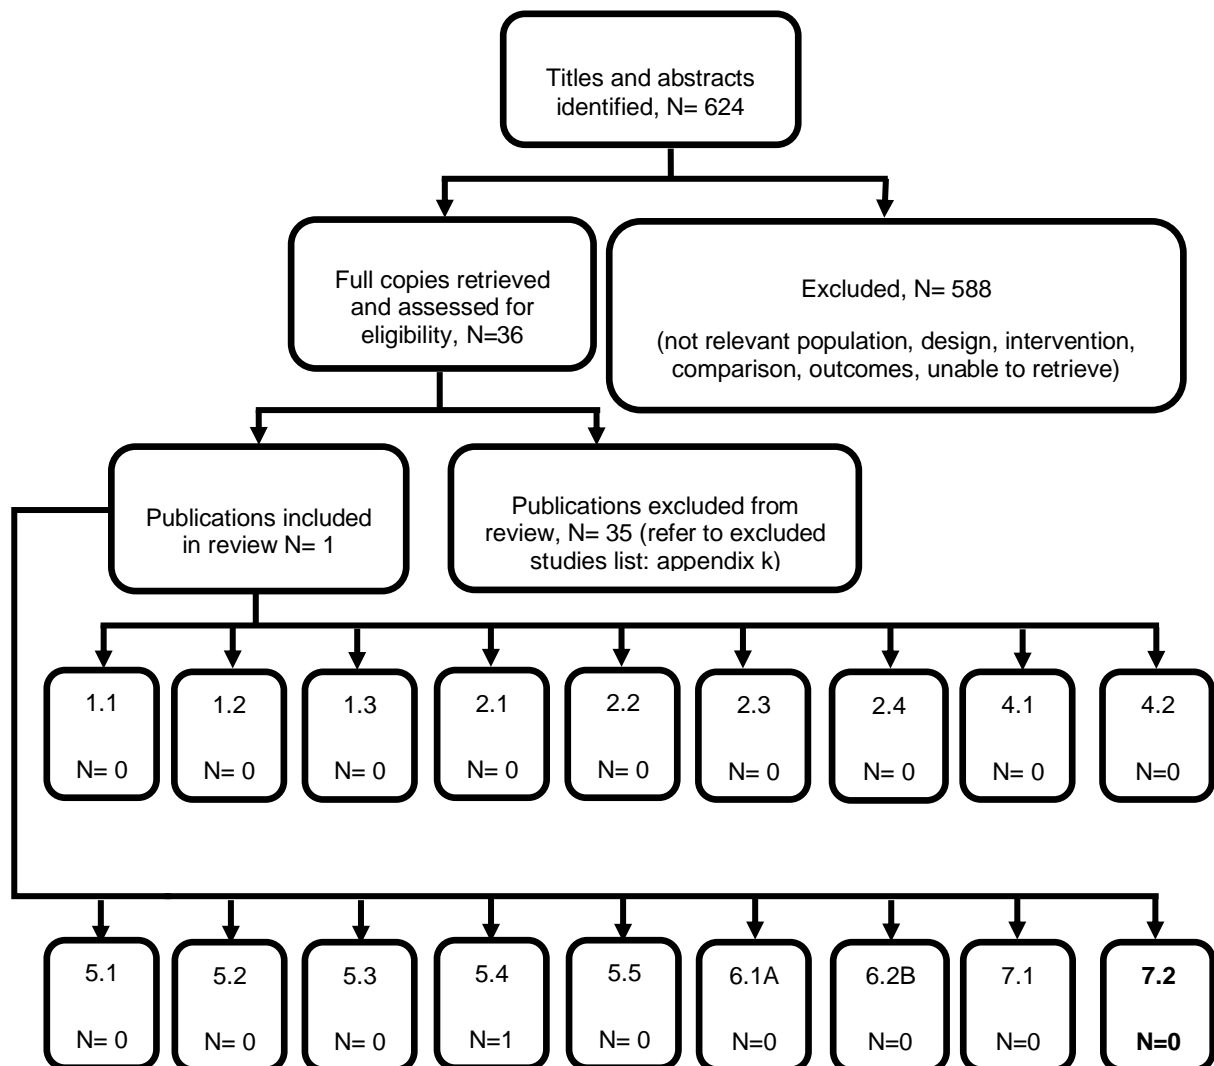 Titles and abstracts
identified, N= 624
Full copies retrieved
and assessed for
eligibility, N=36
Excluded, N= 588
(not relevant population, design, intervention,
comparison, outcomes, unable to retrieve)
Publications included
in review N= 1
Publications excluded from
review, N= 35 (refer to excluded
studies list: appendix k)
1.1
N= 0
1.2
N= 0
1.3
N= 0
2.1
N= 0
2.2
N= 0
2.3
N= 0
2.4
N= 0
4.1
N= 0
4.2
N=0
5.1
N= 0
5.2
N= 0
5.3
N= 0
5.4
N=1
5.5
N= 0
6.1A
N=0
6.2B
N=0
7.1
N=0
7.2
N=0